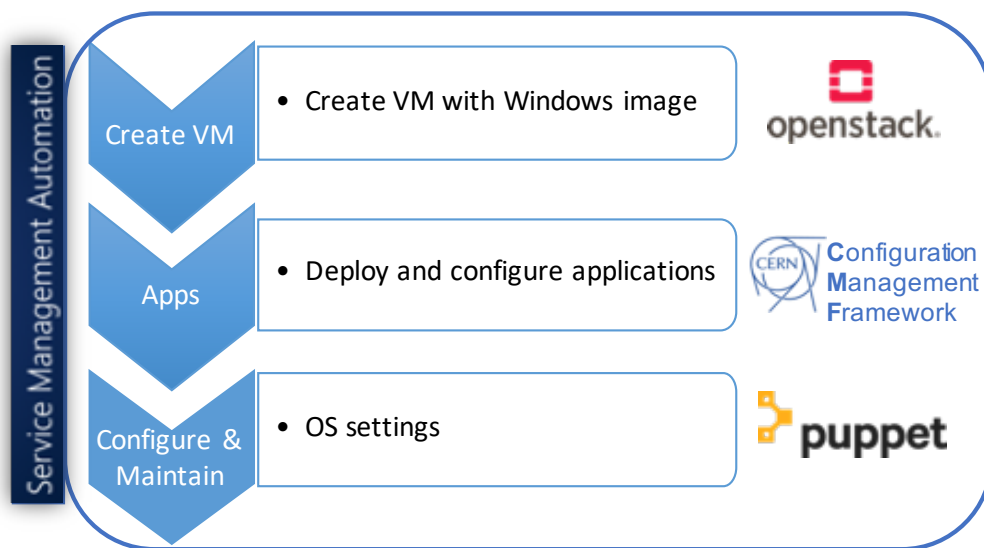 Service Management Automation
Create VM
• Create VM with Windows image
openstack.
Apps
• Deploy and configure applications
CERN
Configuration
Management
Framework
Configure &
Maintain
• OS settings
puppet